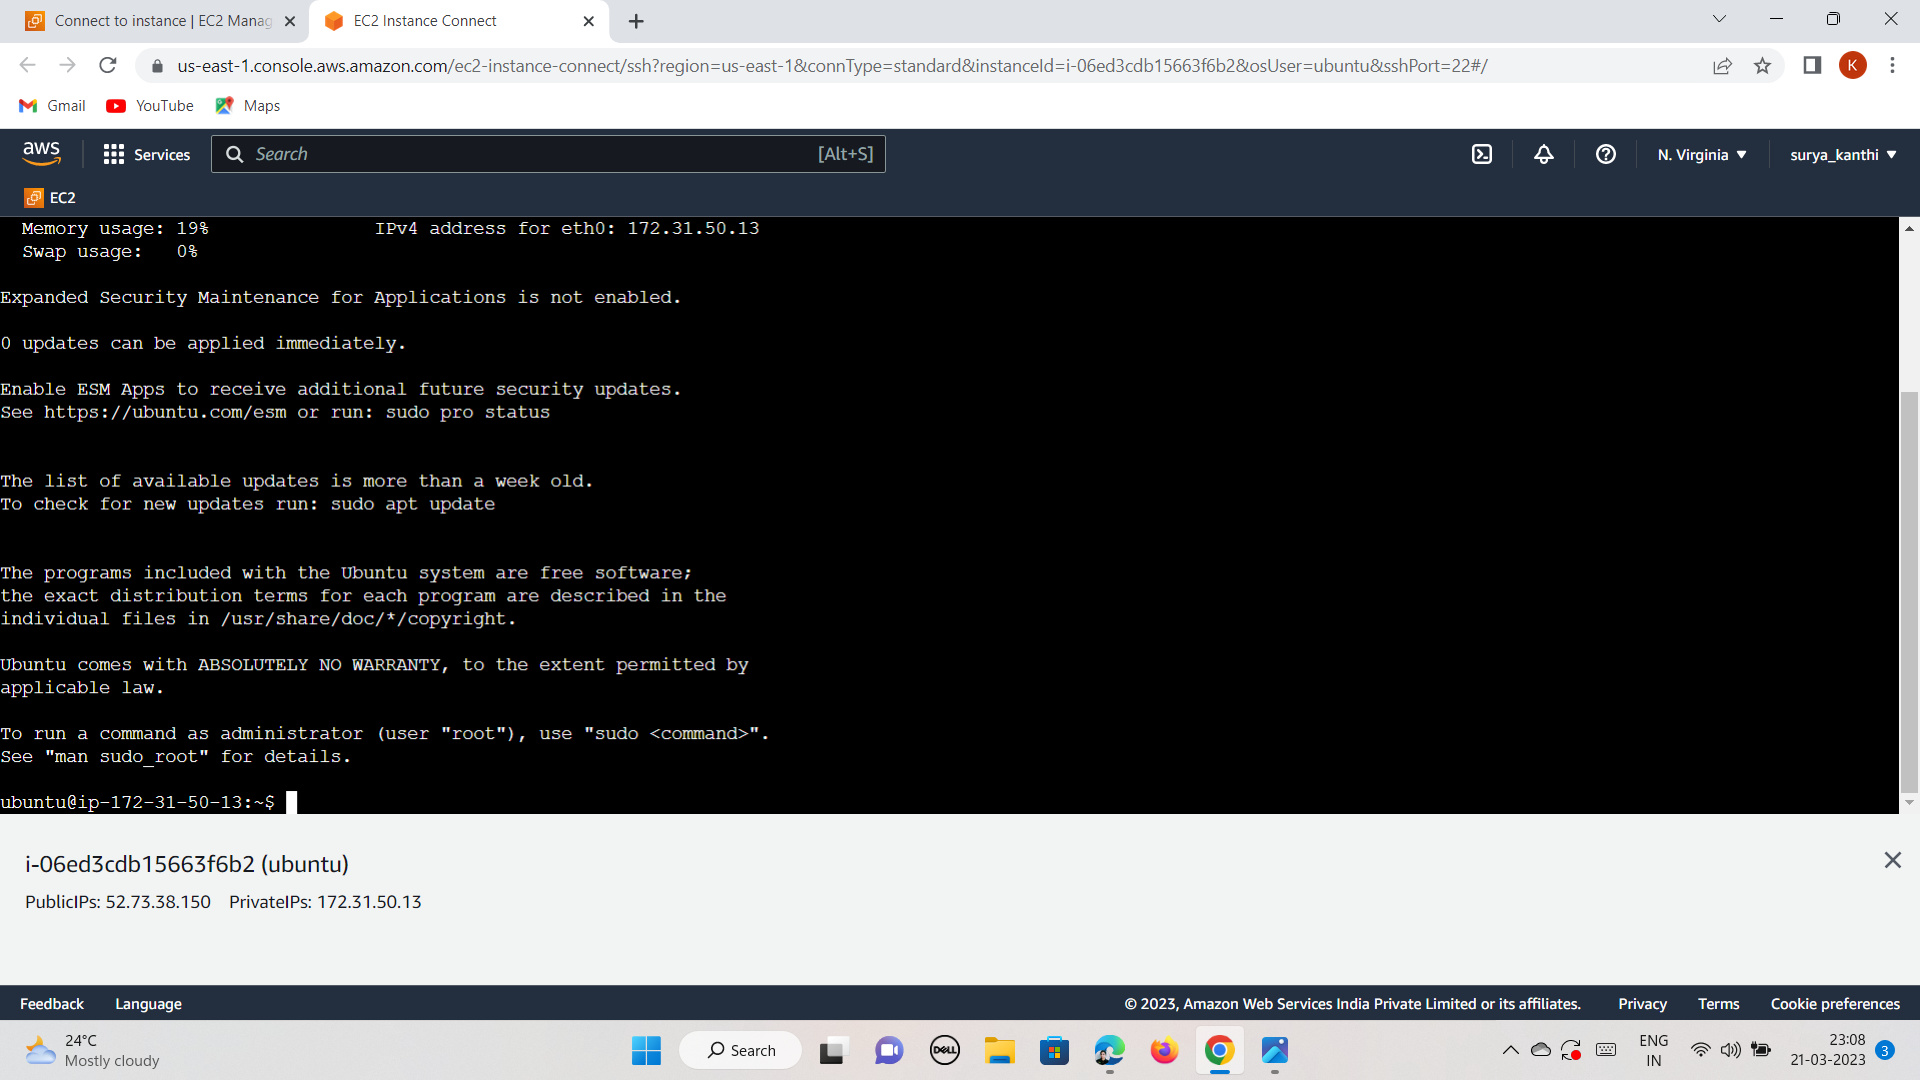 Connect to instance | EC2 Manag
EC2 Instance Connect
us-east-1.console.aws.amazon.com/ec2-instance-connect/ssh?region=us-east-1&connType=standard&instanceId=i-06ed3cdb15663f6b2&osUser=ubuntu&sshPort=22#/
K
Gmail YouTube Maps
aws Services Search [Alt+S] N. Virginia ▼ surya_kanthi ▼
EC2
Memory usage: 19% IPv4 address for eth0: 172.31.50.13
Swap usage: 0%
Expanded Security Maintenance for Applications is not enabled.
0 updates can be applied immediately.
Enable ESM Apps to receive additional future security updates.
See https://ubuntu.com/esm or run: sudo pro status
The list of available updates is more than a week old.
To check for new updates run: sudo apt update
The programs included with the Ubuntu system are free software;
the exact distribution terms for each program are described in the
individual files in /usr/share/doc/*/copyright.
Ubuntu comes with ABSOLUTELY NO WARRANTY, to the extent permitted by
applicable law.
To run a command as administrator (user "root"), use "sudo <command>".
See "man sudo_root" for details.
ubuntu@ip-172-31-50-13:~$
i-06ed3cdb15663f6b2 (ubuntu)
PublicIPs: 52.73.38.150 PrivateIPs: 172.31.50.13
Feedback Language © 2023, Amazon Web Services India Private Limited or its affiliates. Privacy Terms Cookie preferences
24°C
Mostly cloudy
Search
DELL
ENG
IN
23:08
21-03-2023
3